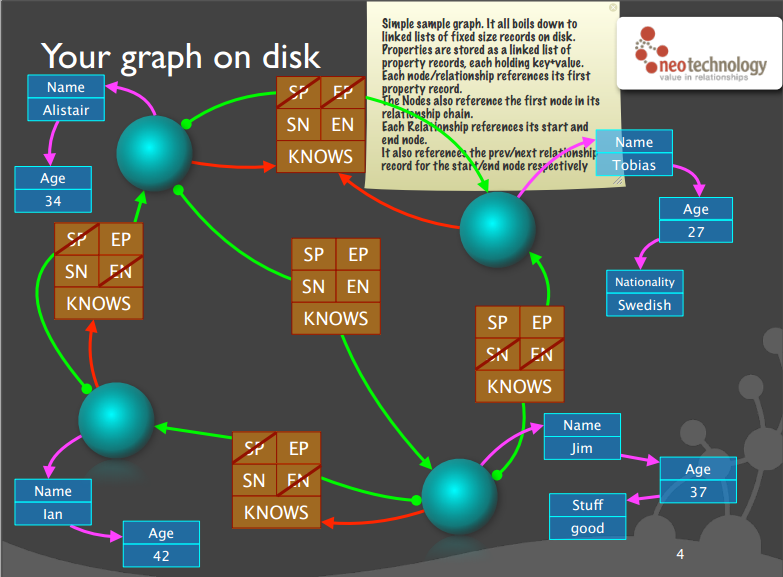 Your graph on disk
Simple sample graph. It all boils down to
linked lists of fixed size records on disk.
Properties are stored as a linked list of
property records, each holding key+value.
Each node/relationship references its first
property record.
The Nodes also reference the first node in its
relationship chain.
Each Relationship references its start and
end node.
It also references the prev/next relationship
record for the start/end node respectively
neotechnology
value in relationships
Name
Alistair
Age
34
SP EP
SN EN
KNOWS
Name
Tobias
Age
27
Nationality
Swedish
SP EP
SN EN
KNOWS
SP EP
SN EN
KNOWS
SP EP
SN EN
KNOWS
SP EP
SN EN
KNOWS
Name
Jim
Age
37
Stuff
good
Name
Ian
Age
42
4